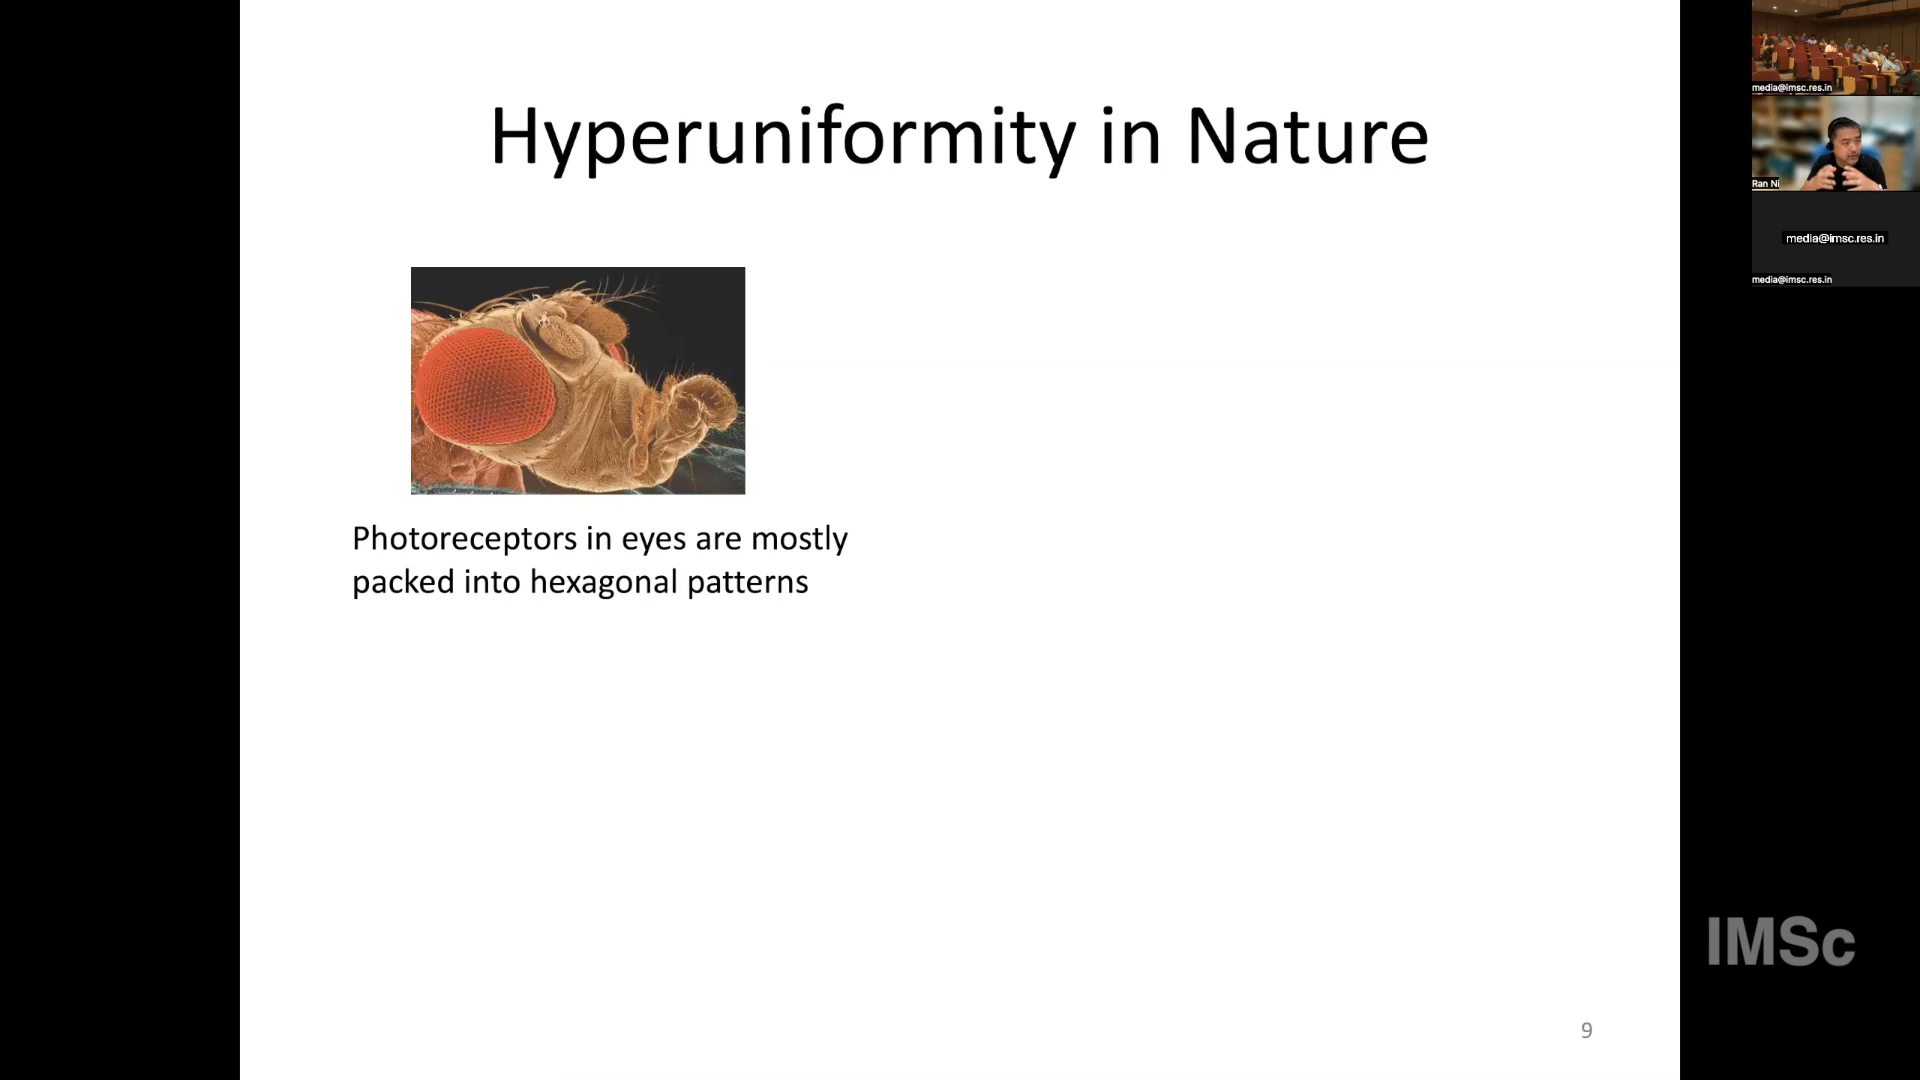 Hyperuniformity in Nature
Photoreceptors in eyes are mostly
packed into hexagonal patterns
9
media@imsc.res.in
Ran Ni
media@imsc.res.in
media@imsc.res.in
IMSc